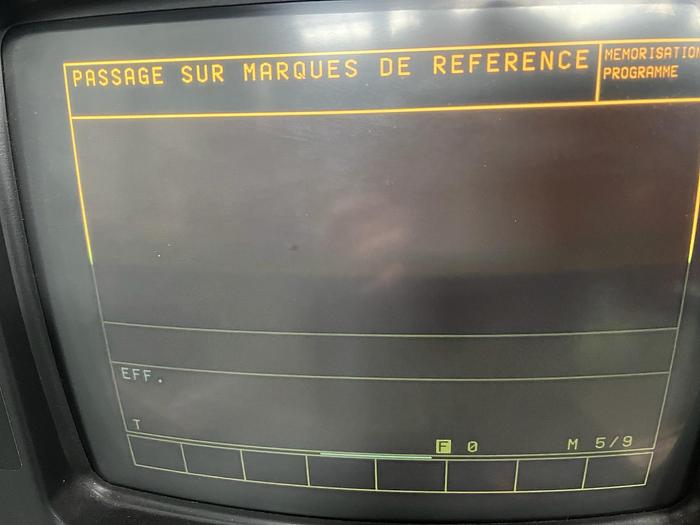 PASSAGE SUR MARQUES DE REFERENCE
MEMORISATION
PROGRAMME
EFF.
T
F 0 M 5/9